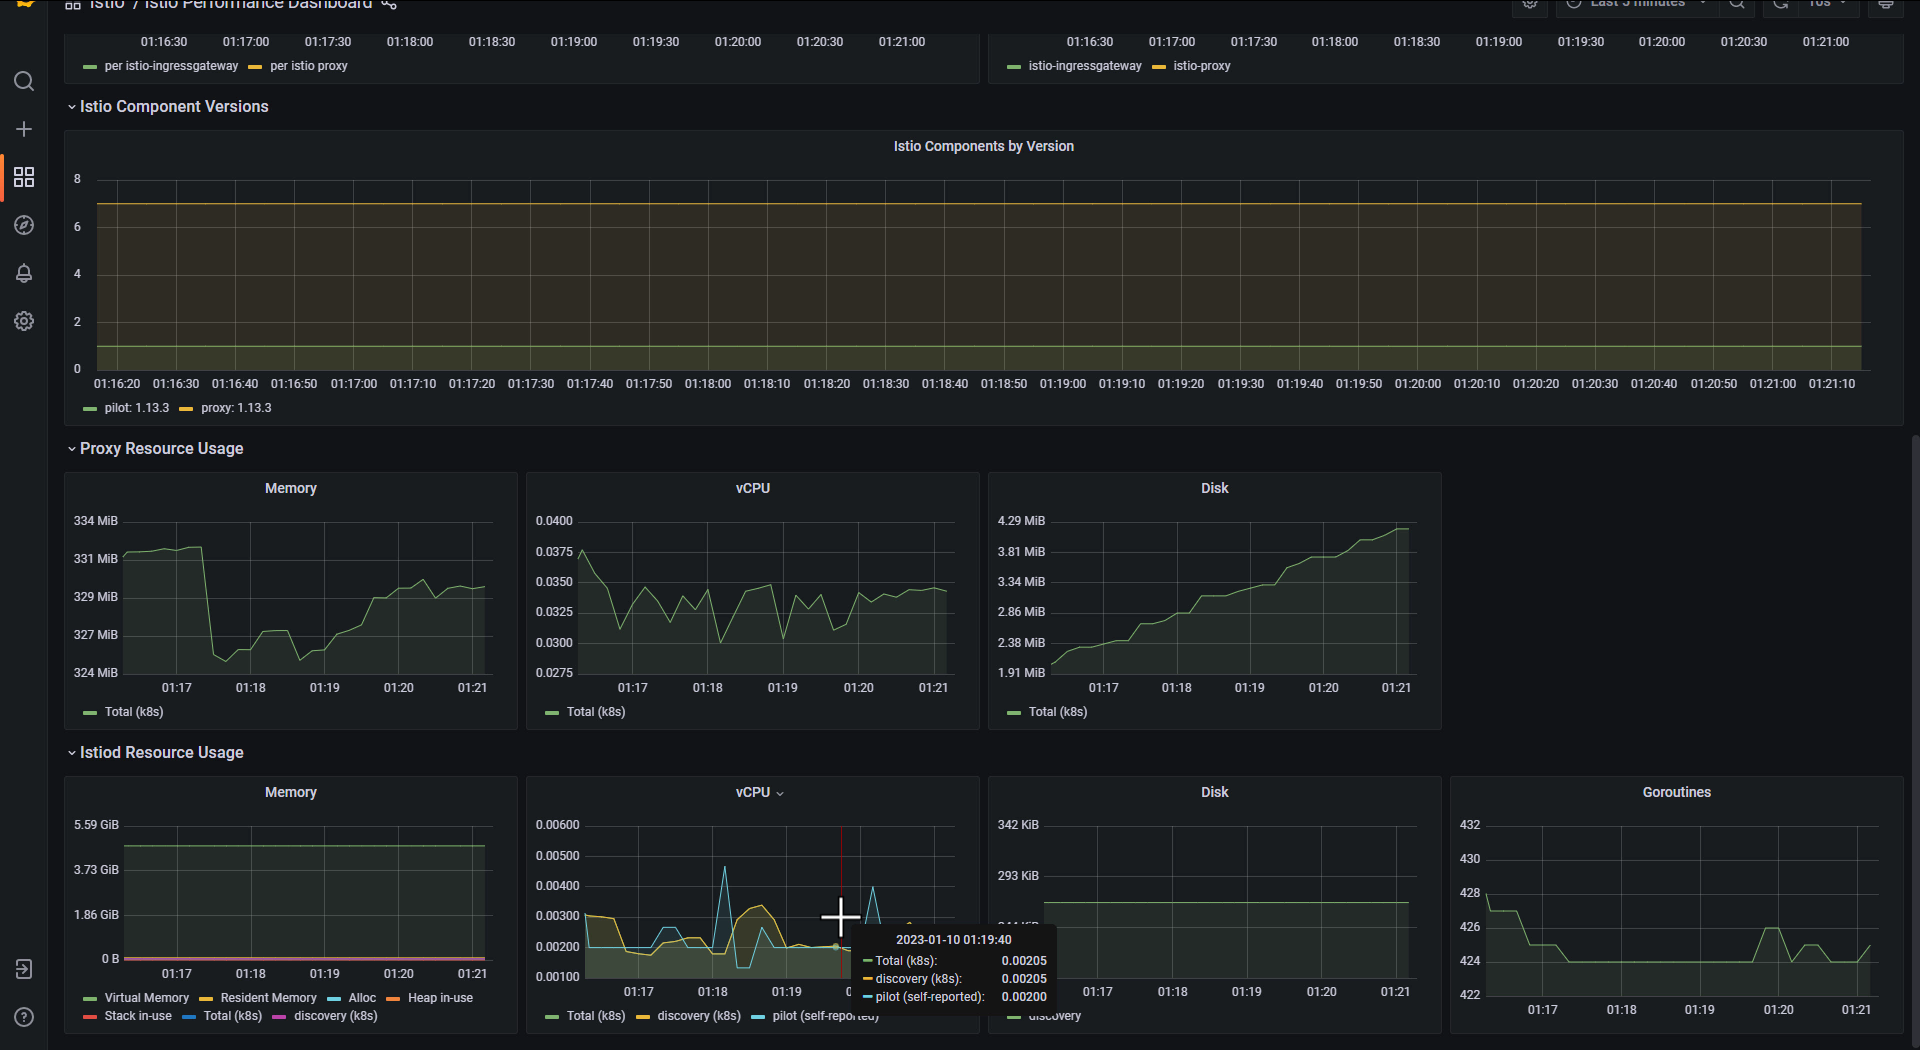 Istio / Istio Performance Dashboard
Last 5 minutes
10s
01:16:30 01:17:00 01:17:30 01:18:00 01:18:30 01:19:00 01:19:30 01:20:00 01:20:30 01:21:00
per istio-ingressgateway per istio proxy
01:16:30 01:17:00 01:17:30 01:18:00 01:18:30 01:19:00 01:19:30 01:20:00 01:20:30 01:21:00
istio-ingressgateway istio-proxy
Istio Component Versions
Istio Components by Version
8
6
4
2
0
01:16:20 01:16:30 01:16:40 01:16:50 01:17:00 01:17:10 01:17:20 01:17:30 01:17:40 01:17:50 01:18:00 01:18:10 01:18:20 01:18:30 01:18:40 01:18:50 01:19:00 01:19:10 01:19:20 01:19:30 01:19:40 01:19:50 01:20:00 01:20:10 01:20:20 01:20:30 01:20:40 01:20:50 01:21:00 01:21:10
pilot: 1.13.3 proxy: 1.13.3
Proxy Resource Usage
Memory
334 MiB
331 MiB
329 MiB
327 MiB
324 MiB
01:17 01:18 01:19 01:20 01:21
Total (k8s)
vCPU
0.0400
0.0375
0.0350
0.0325
0.0300
0.0275
01:17 01:18 01:19 01:20 01:21
Total (k8s)
Disk
4.29 MiB
3.81 MiB
3.34 MiB
2.86 MiB
2.38 MiB
1.91 MiB
01:17 01:18 01:19 01:20 01:21
Total (k8s)
Istiod Resource Usage
Memory
5.59 GiB
3.73 GiB
1.86 GiB
0 B
01:17 01:18 01:19 01:20 01:21
Virtual Memory Resident Memory Alloc Heap in-use
Stack in-use Total (k8s) discovery (k8s)
vCPU
0.00600
0.00500
0.00400
0.00300
0.00200
0.00100
01:17 01:18 01:19
Total (k8s) discovery (k8s) pilot (self-reported)
2023-01-10 01:19:40
Total (k8s): 0.00205
discovery (k8s): 0.00205
pilot (self-reported): 0.00200
Disk
342 KiB
293 KiB
01:17 01:18 01:19 01:20 01:21
discovery
Goroutines
432
430
428
426
424
422
01:17 01:18 01:19 01:20 01:21